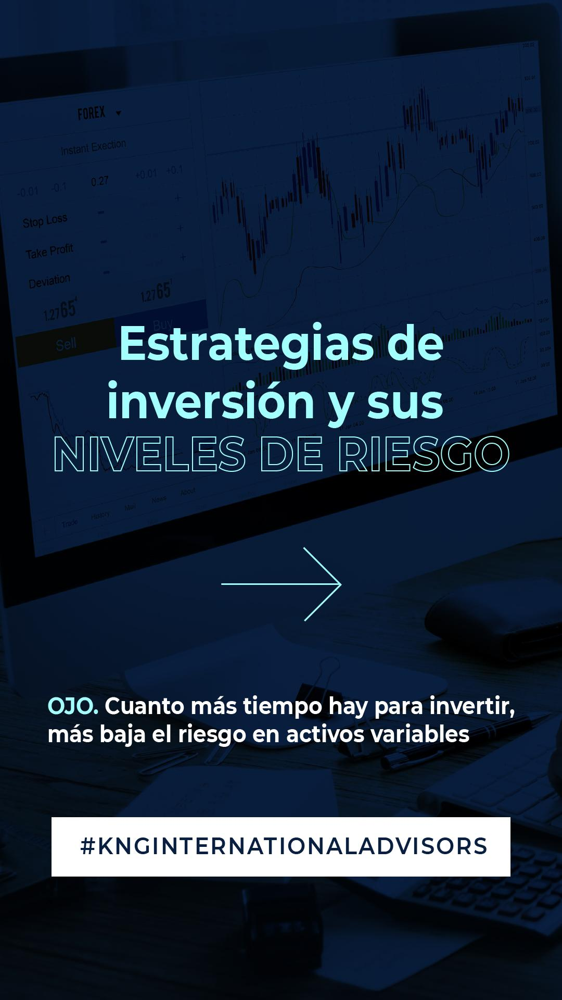 FOREX
Instant Exection
-0.01 -0.1 0.27 +0.01 +0.1
Stop Loss
Take Profit
Deviation
1.2765
1.2765
Sell
Buy
Estrategias de
inversión y sus
NIVELES DE RIESGO
Trade History Mail News About
OJO. Cuanto más tiempo hay para invertir,
más baja el riesgo en activos variables
#KNGINTERNATIONALADVISORS